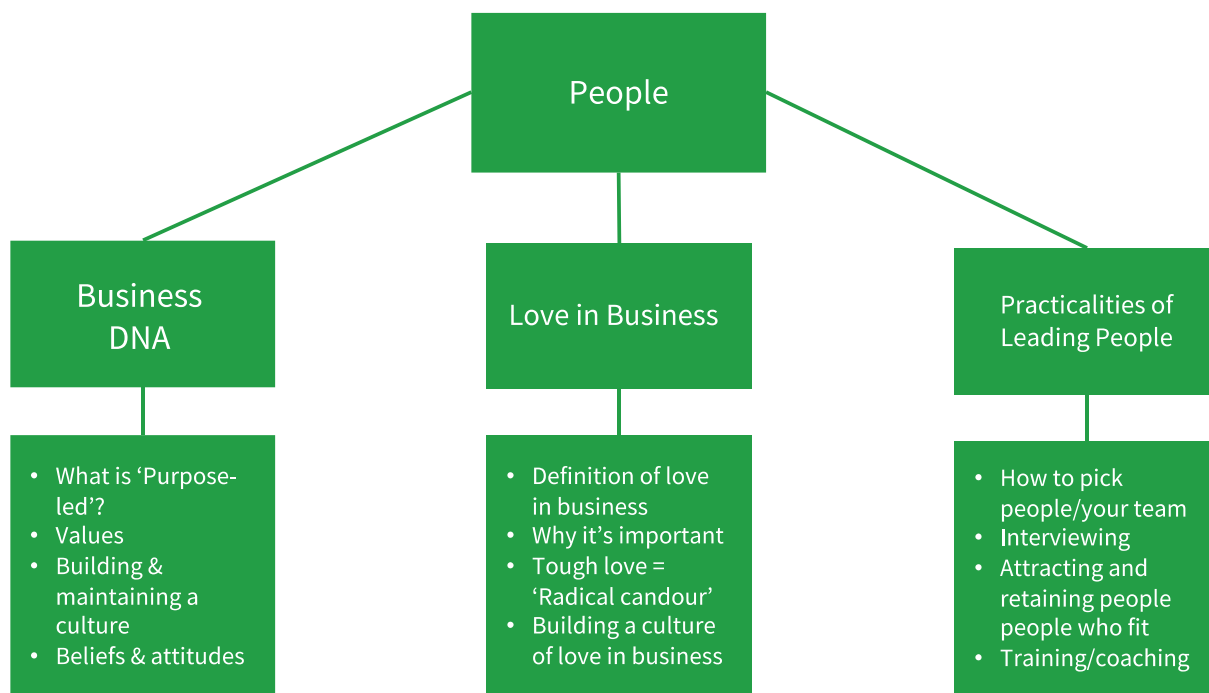 People
Business
DNA
Love in Business
Practicalities of
Leading People
• What is ‘Purpose-
led’?
• Values
• Building &
maintaining a
culture
• Beliefs & attitudes
• Definition of love
in business
• Why it’s important
• Tough love =
‘Radical candour’
• Building a culture
of love in business
• How to pick
people/your team
• Interviewing
• Attracting and
retaining people
people who fit
• Training/coaching